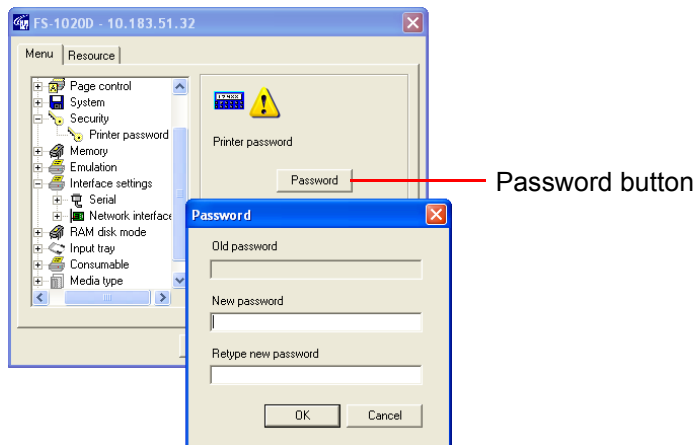 FS-1020D - 10.183.51.32
Menu
Resource
Page control
System
Security
Printer password
Memory
Emulation
Interface settings
Serial
Network interface
RAM disk mode
Input tray
Consumable
Media type
Printer password
Password
Password button
Password
Old password
New password
Retype new password
OK
Cancel